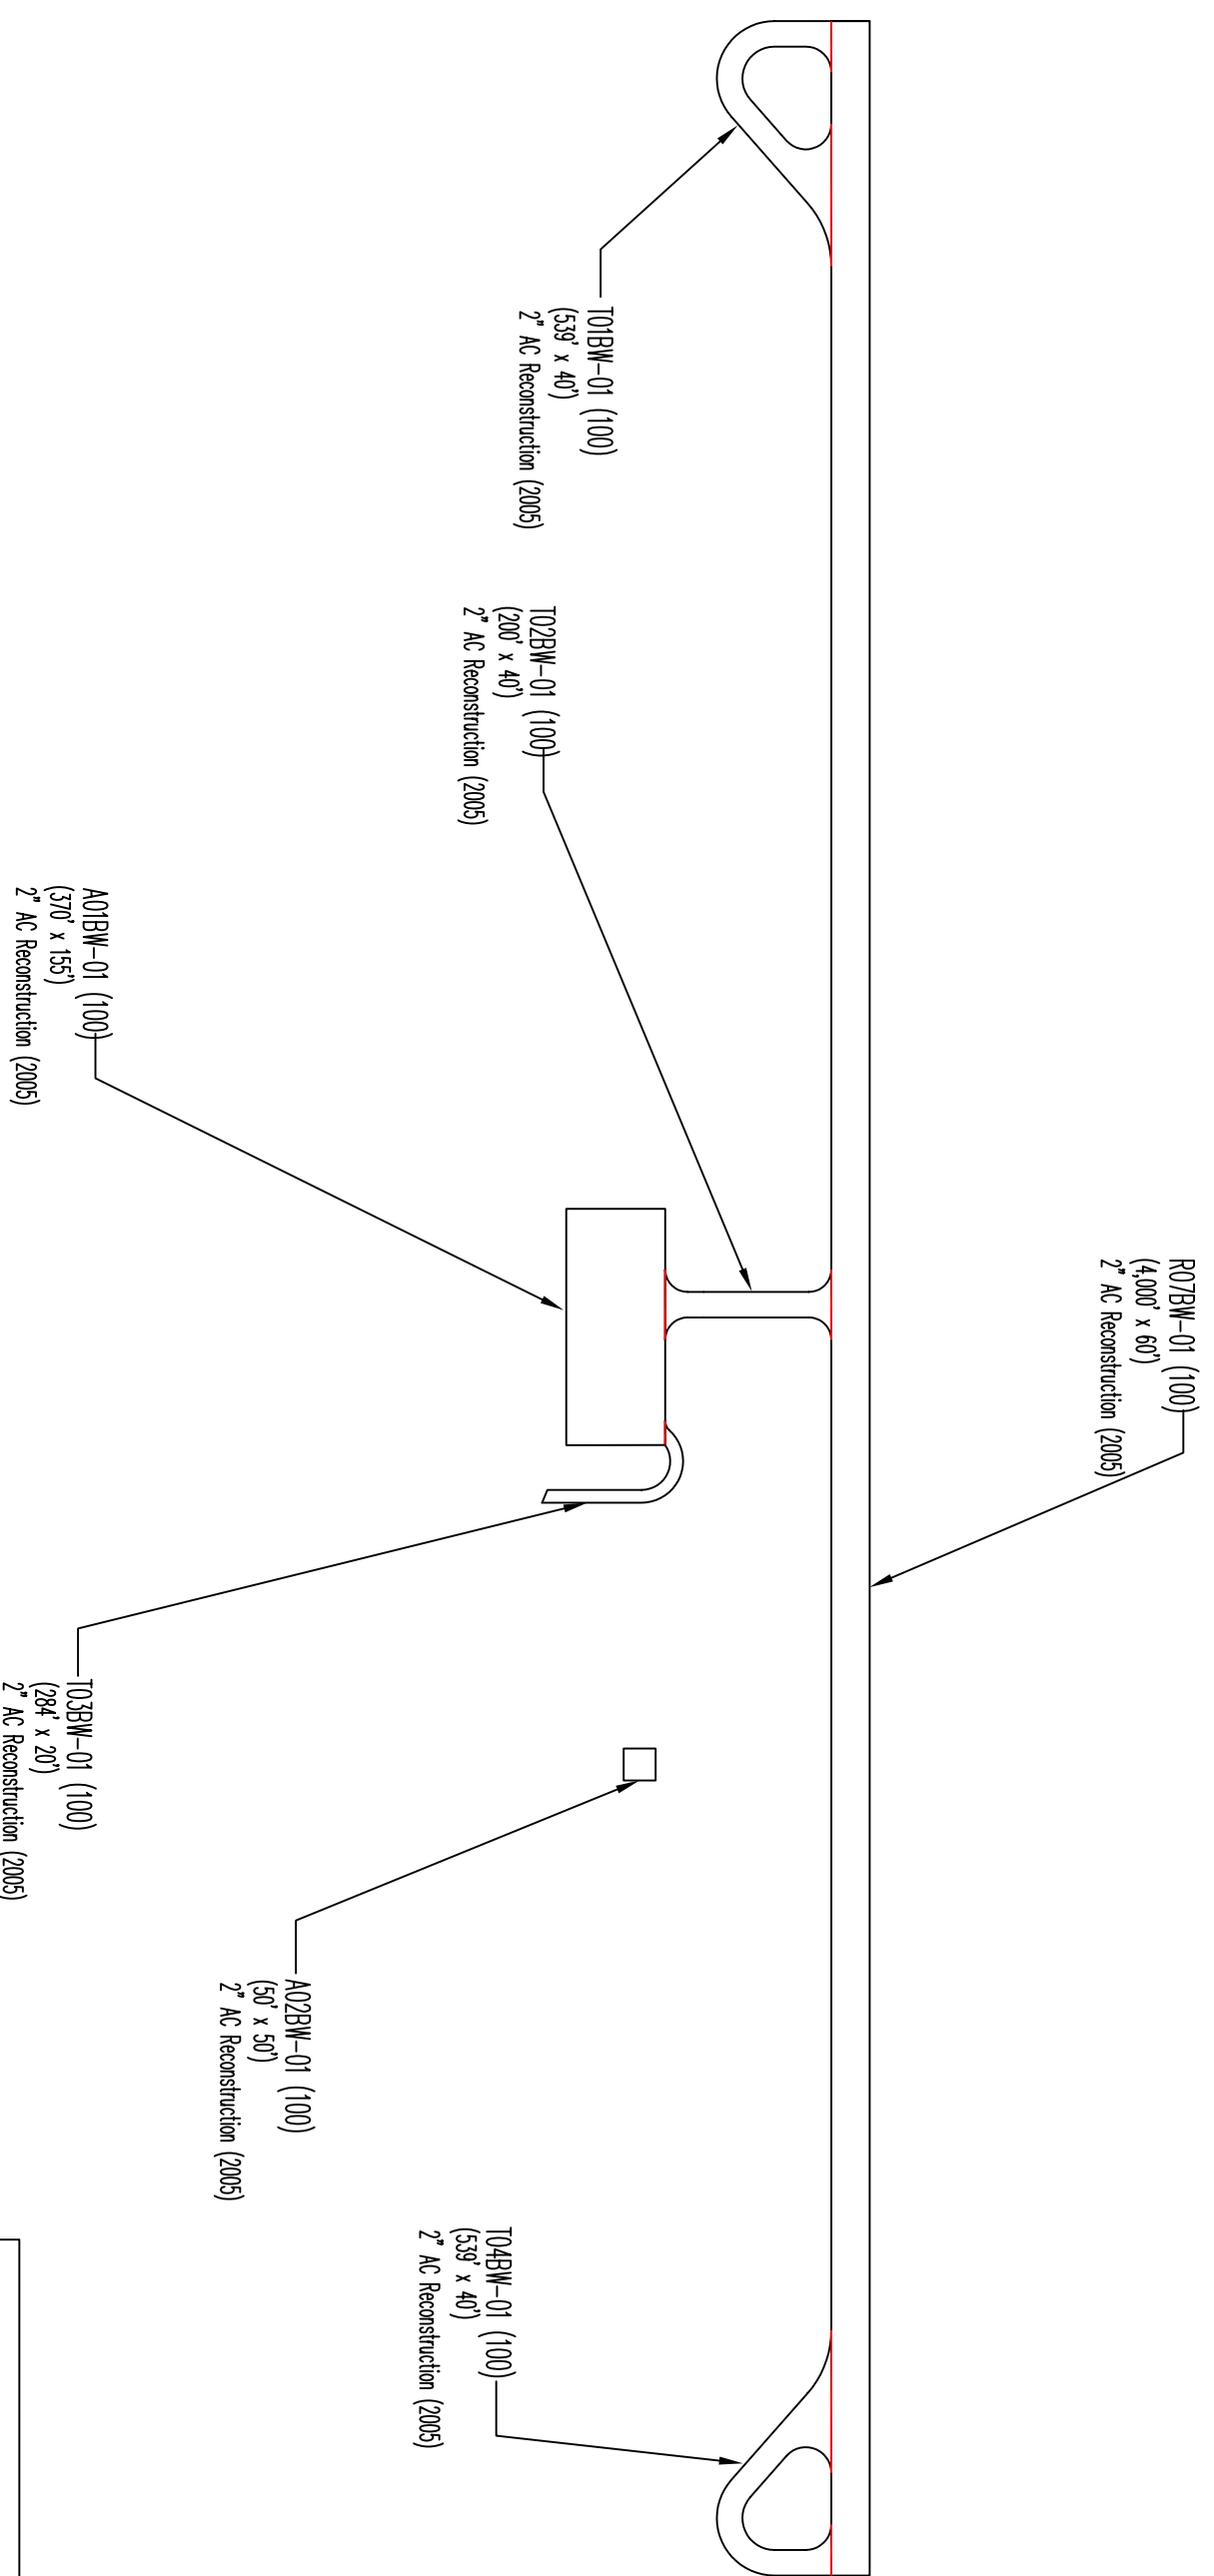 R07BW-01 (100)
(4,000' x 60')
2" AC Reconstruction (2005)
T01BW-01 (100)
(539' x 40')
2" AC Reconstruction (2005)
T02BW-01 (100)
(200' x 40')
2" AC Reconstruction (2005)
A01BW-01 (100)
(370' x 155')
2" AC Reconstruction (2005)
T03BW-01 (100)
(284' x 20')
2" AC Reconstruction (2005)
A02BW-01 (100)
(50' x 50')
2" AC Reconstruction (2005)
T04BW-01 (100)
(539' x 40')
2" AC Reconstruction (2005)